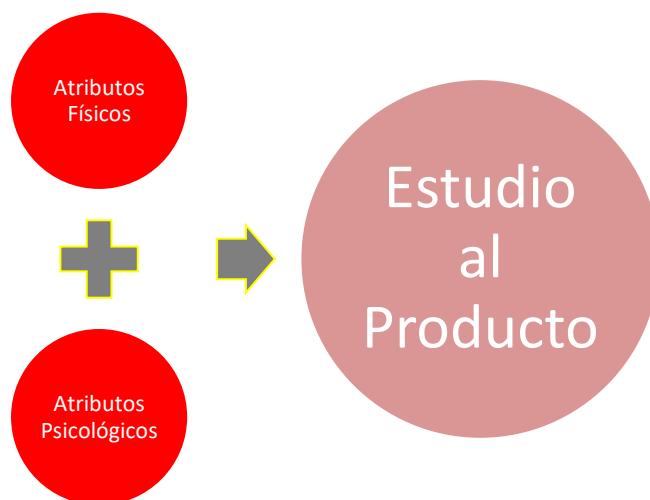 Atributos
Físicos
Atributos
Psicológicos
Estudio
al
Producto